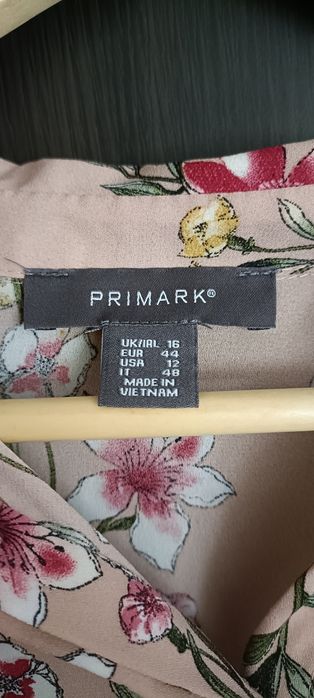 PRIMARK®
UK/IRL 16
EUR 44
USA 12
IT 48
MADE IN
VIETNAM